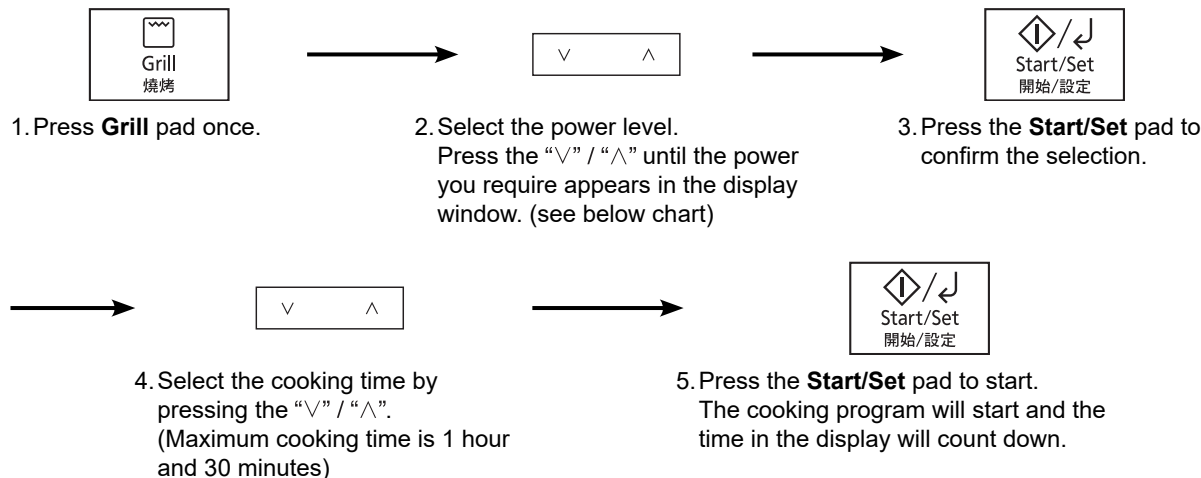 Grill
燒烤
∨ ∧
/
Start/Set
開始/設定
1. Press Grill pad once.
2. Select the power level.
Press the “∨” / “∧” until the power
you require appears in the display
window. (see below chart)
3. Press the Start/Set pad to
confirm the selection.
∨ ∧
/
Start/Set
開始/設定
4. Select the cooking time by
pressing the “∨” / “∧”.
(Maximum cooking time is 1 hour
and 30 minutes)
5. Press the Start/Set pad to start.
The cooking program will start and the
time in the display will count down.